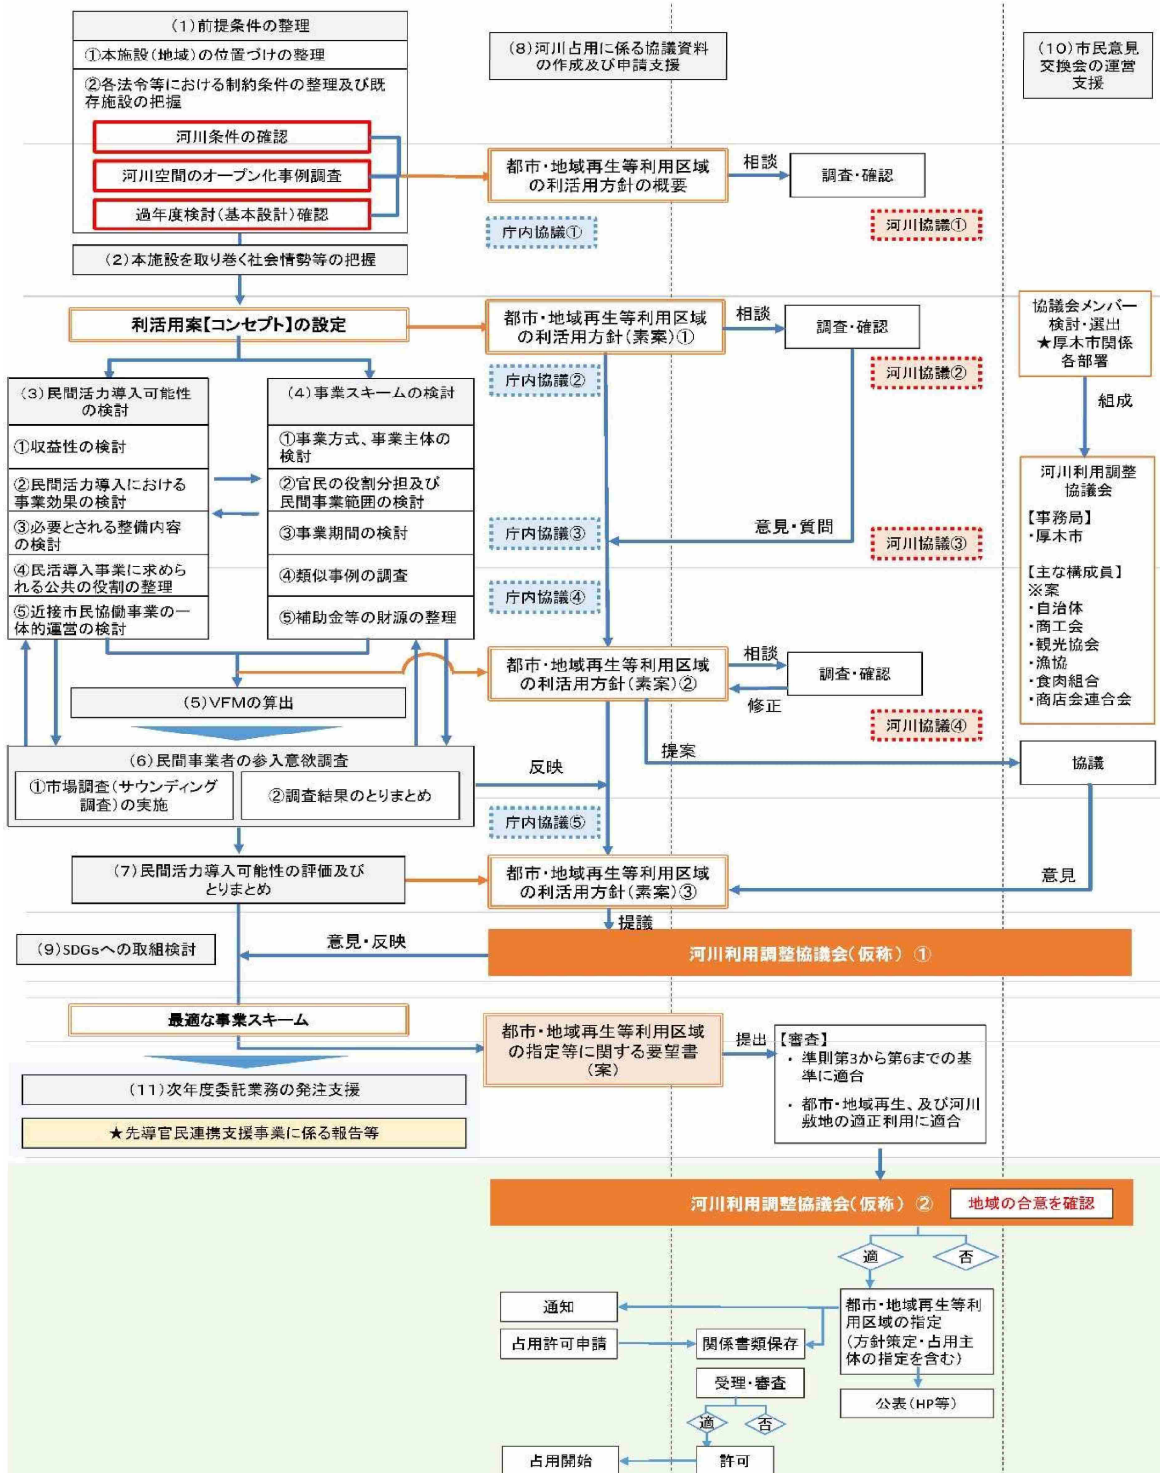 (1)前提条件の整理
①本施設(地域)の位置づけの整理
②各法令等における制約条件の整理及び既
存施設の把握
河川条件の確認
河川空間のオープン化事例調査
過年度検討(基本設計)確認
(8)河川占用に係る協議資料
の作成及び申請支援
(10)市民意見
交換会の運営
支援
都市・地域再生等利用区域
の利活用方針の概要
相談
調査・確認
庁内協議①
河川協議①
(2)本施設を取り巻く社会情勢等の把握
利活用案【コンセプト】の設定
都市・地域再生等利用区域
の利活用方針(素案)①
相談
調査・確認
協議会メンバー
検討・選出
★厚木市関係
各部署
庁内協議②
河川協議②
組成
(3)民間活力導入可能性
の検討
①収益性の検討
②民間活力導入における
事業効果の検討
③必要とされる整備内容
の検討
④民活導入事業に求めら
れる公共の役割の整理
⑤近接市民協働事業の一
体的運営の検討
(4)事業スキームの検討
①事業方式、事業主体の
検討
②官民の役割分担及び
民間事業範囲の検討
③事業期間の検討
④類似事例の調査
⑤補助金等の財源の整理
庁内協議③
意見・質問
河川協議③
庁内協議④
河川利用調整
協議会
【事務局】
・厚木市
【主な構成員】
※案
・自治体
・商工会
・観光協会
・漁協
・食肉組合
・商店会連合会
都市・地域再生等利用区域
の利活用方針(素案)②
相談
修正
調査・確認
河川協議④
(5)VFMの算出
提案
協議
(6)民間事業者の参入意欲調査
①市場調査(サウンディング
調査)の実施
②調査結果のとりまとめ
反映
庁内協議⑤
(7)民間活力導入可能性の評価及び
とりまとめ
都市・地域再生等利用区域
の利活用方針(素案)③
意見
提議
(9)SDGsへの取組検討
意見・反映
河川利用調整協議会(仮称) ①
最適な事業スキーム
都市・地域再生等利用区域
の指定等に関する要望書
(案)
提出
【審査】
・ 準則第3から第6までの基
準に適合
・ 都市・地域再生、及び河川
敷地の適正利用に適合
(11)次年度委託業務の発注支援
★先導官民連携支援事業に係る報告等
河川利用調整協議会(仮称) ②
地域の合意を確認
適
否
通知
都市・地域再生等利
用区域の指定
(方針策定・占用主
体の指定を含む)
占用許可申請
関係書類保存
受理・審査
公表(HP等)
適
否
占用開始
許可